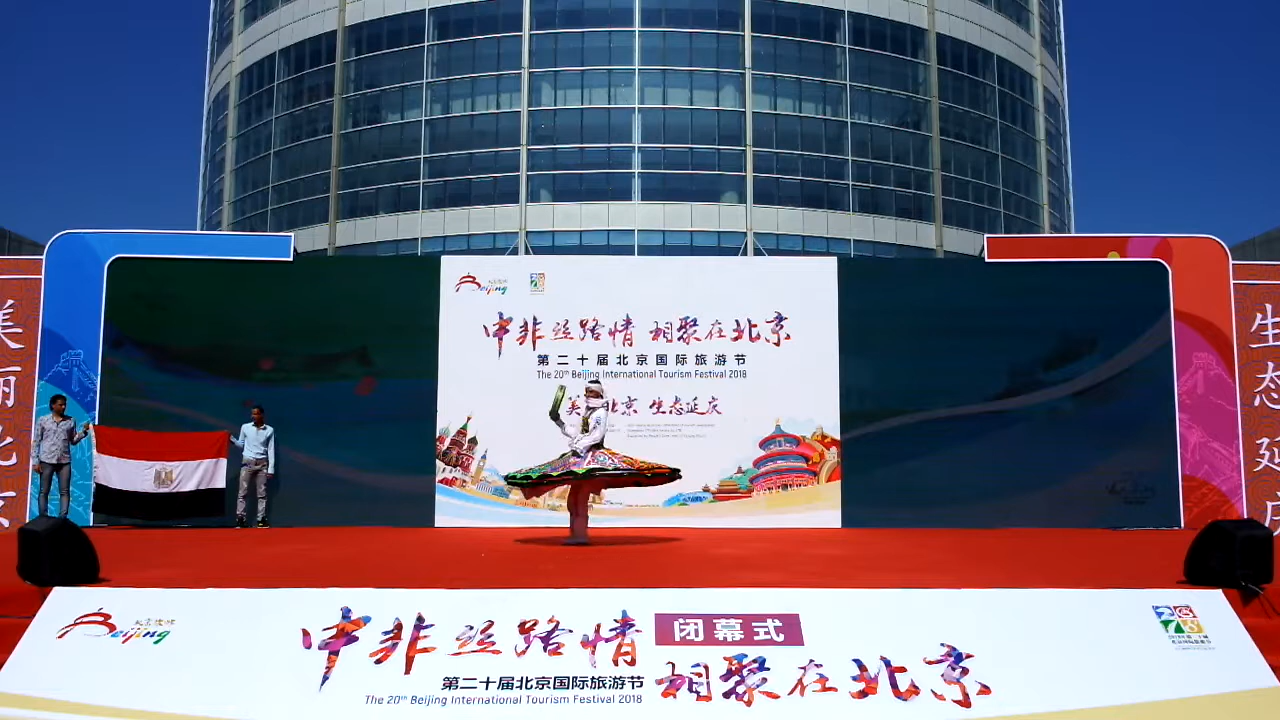 Beijing
中非丝路情 相聚在北京
第二十届北京国际旅游节
The 20th Beijing International Tourism Festival 2018
美 北京 生态延庆
美丽北京
生态延庆
Beijing
中非丝路情
闭幕式
相聚在北京
第二十届北京国际旅游节
The 20th Beijing International Tourism Festival 2018